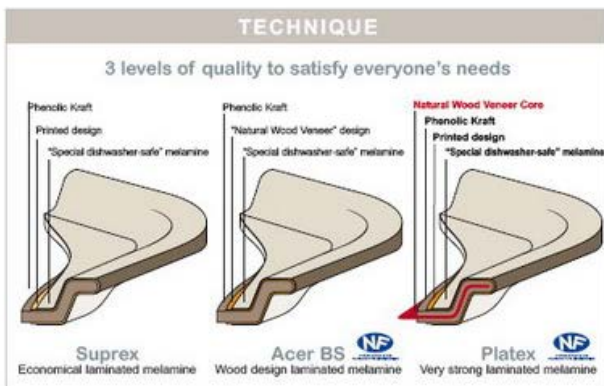 TECHNIQUE
3 levels of quality to satisfy everyone's needs
Phenolic Kraft
Printed design
"Special dishwasher-safe" melamine
Phenolic Kraft
"Natural Wood Veneer" design
"Special dishwasher-safe" melamine
Natural Wood Veneer Core
Phenolic Kraft
Printed design
"Special dishwasher-safe" melamine
Suprex
Economical laminated melamine
Acer BS
NF
Wood design laminated melamine
Platex
NF
Very strong laminated melamine